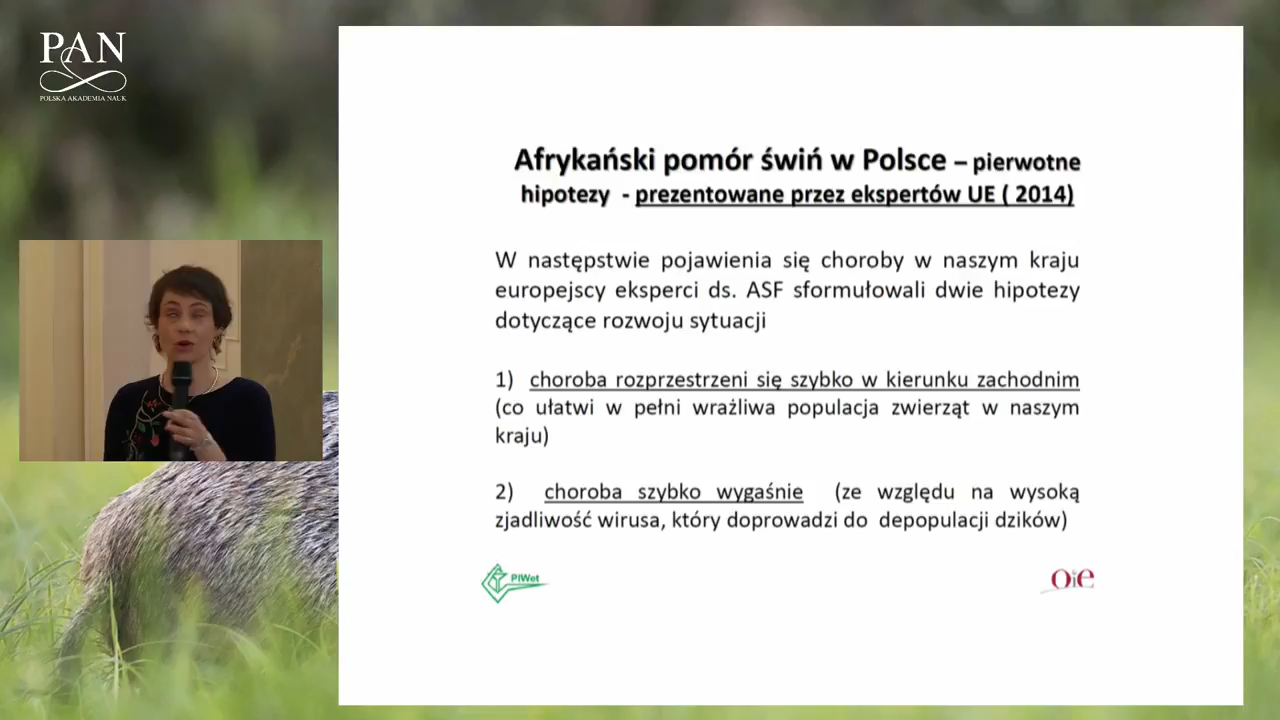 PAN
POLSKA AKADEMIA NAUK
Afrykański pomór świń w Polsce – pierwotne
hipotezy - prezentowane przez ekspertów UE ( 2014)
W następstwie pojawienia się choroby w naszym kraju
europejscy eksperci ds. ASF sformułowali dwie hipotezy
dotyczące rozwoju sytuacji
1) choroba rozprzestrzeni się szybko w kierunku zachodnim
(co ułatwi w pełni wrażliwa populacja zwierząt w naszym
kraju)
2) choroba szybko wygaśnie (ze względu na wysoką
zjadliwość wirusa, który doprowadzi do depopulacji dzików)
PIWet
OiE